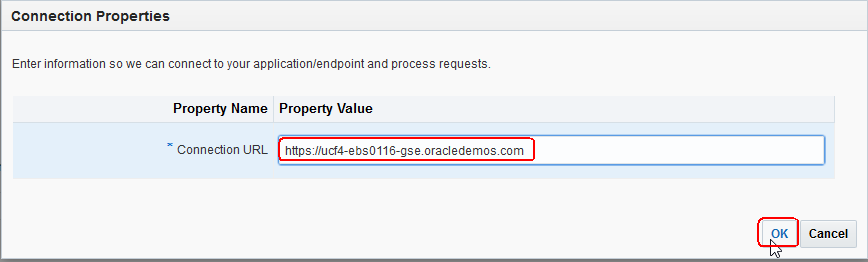 Connection Properties
Enter information so we can connect to your application/endpoint and process requests.
Property Name Property Value
* Connection URL https://ucf4-ebs0116-gse.oracledemos.com
OK Cancel